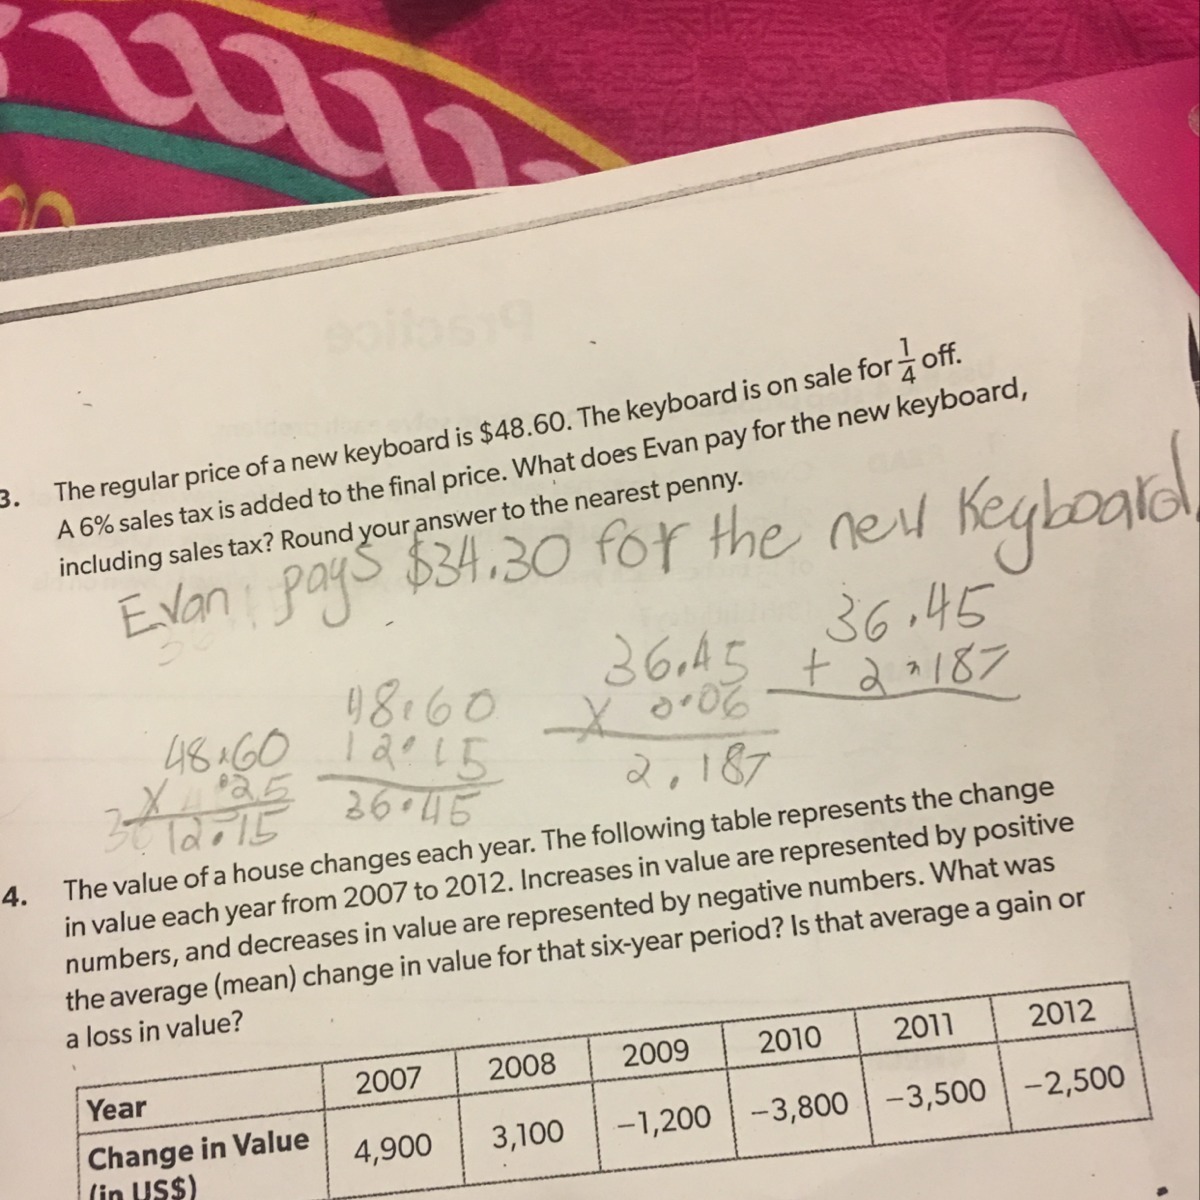 3. The regular price of a new keyboard is $48.60. The keyboard is on sale for 1/4 off.
A 6% sales tax is added to the final price. What does Evan pay for the new keyboard,
including sales tax? Round your answer to the nearest penny.
Evan pays $34.30 for the new keyboard.
48.60
x .25
12.15
48.60
12.15
36.45
36.45
x 0.06
2.187
36.45
+ 2.187
4. The value of a house changes each year. The following table represents the change
in value each year from 2007 to 2012. Increases in value are represented by positive
numbers, and decreases in value are represented by negative numbers. What was
the average (mean) change in value for that six-year period? Is that average a gain or
a loss in value?
Year 2007 2008 2009 2010 2011 2012
Change in Value 4,900 3,100 −1,200 −3,800 −3,500 −2,500
(in US$)